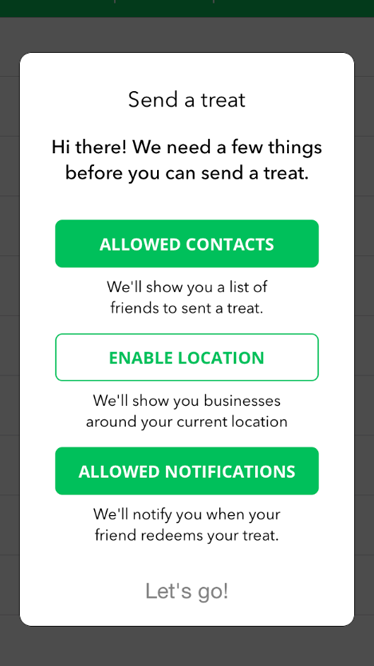 Send a treat
Hi there! We need a few things
before you can send a treat.
ALLOWED CONTACTS
We'll show you a list of
friends to sent a treat.
ENABLE LOCATION
We'll show you businesses
around your current location
ALLOWED NOTIFICATIONS
We'll notify you when your
friend redeems your treat.
Let's go!